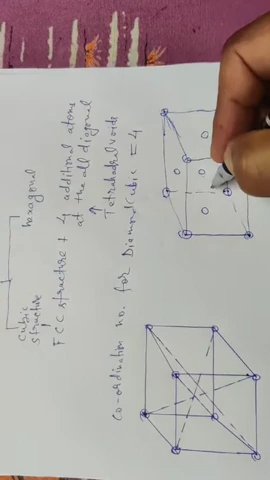 cubic structure
hexagonal
FCC structure + 4 additional atoms
at the all diagonal
↑
Tetrahedral voids
Co-ordination no. for Diamond Cubic = 4